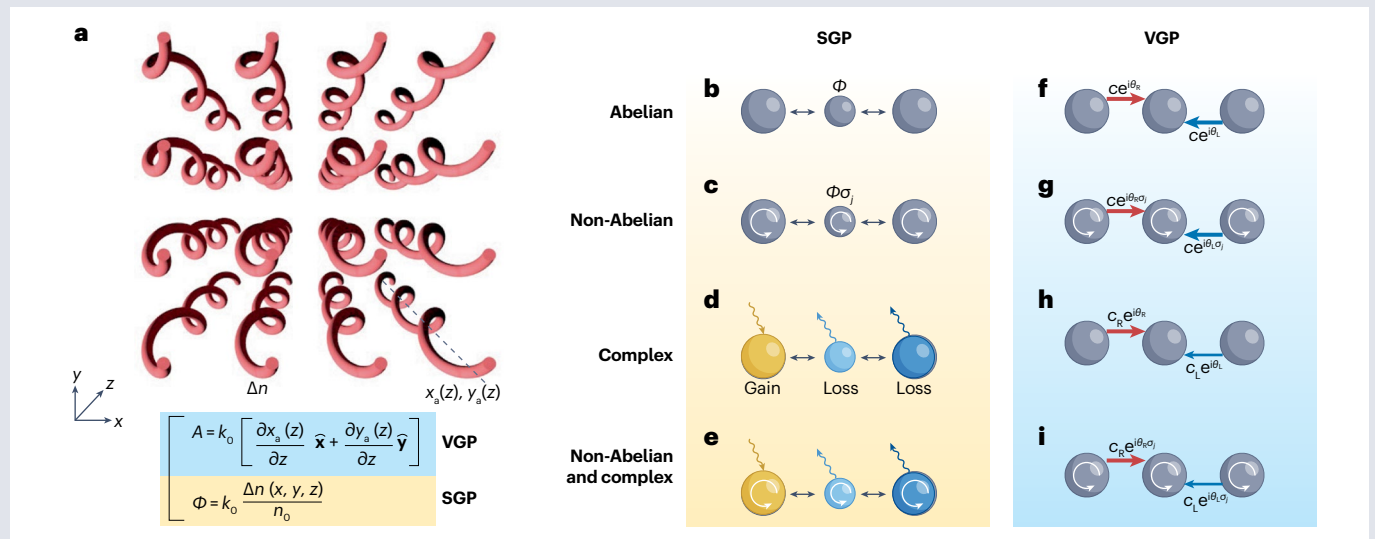 a
Δn
x_a(z), y_a(z)
y
z
x
A = k_0 [ ∂x_a (z) / ∂z x̂ + ∂y_a (z) / ∂z ŷ ] VGP
Φ = k_0 Δn (x, y, z) / n_0 SGP
SGP VGP
Abelian
b
Φ
f
ce^{iθ_R}
ce^{iθ_L}
Non-Abelian
c
Φσ_j
g
ce^{iθ_Rσ_j}
ce^{iθ_Lσ_j}
Complex
d
Gain Loss Loss
h
c_R e^{iθ_R}
c_L e^{iθ_L}
Non-Abelian
and complex
e
i
c_R e^{iθ_Rσ_j}
c_L e^{iθ_Lσ_j}